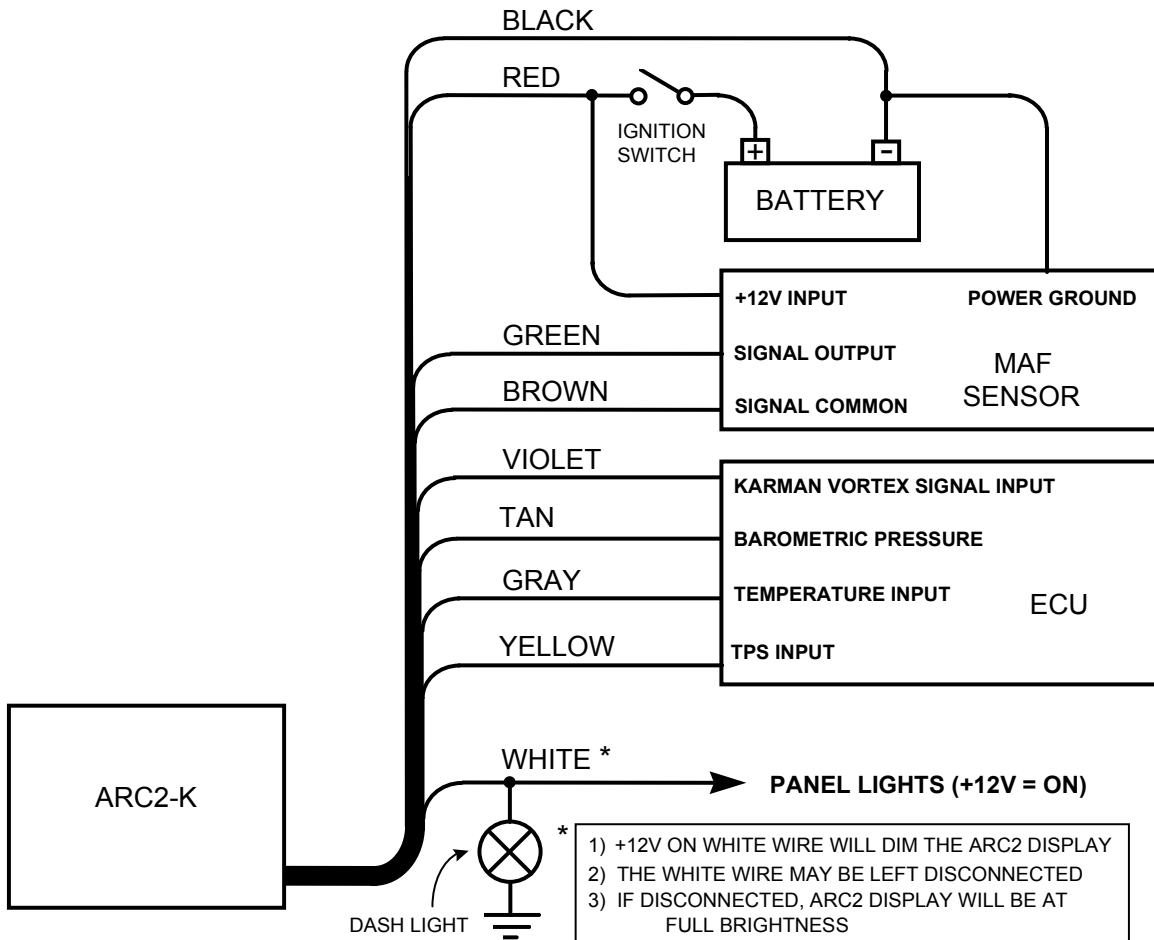 BLACK
RED
IGNITION
SWITCH
+
-
BATTERY
+12V INPUT
POWER GROUND
GREEN
SIGNAL OUTPUT
MAF
SENSOR
BROWN
SIGNAL COMMON
VIOLET
KARMAN VORTEX SIGNAL INPUT
TAN
BAROMETRIC PRESSURE
GRAY
TEMPERATURE INPUT
ECU
YELLOW
TPS INPUT
ARC2-K
WHITE *
PANEL LIGHTS (+12V = ON)
DASH LIGHT
*
1) +12V ON WHITE WIRE WILL DIM THE ARC2 DISPLAY
2) THE WHITE WIRE MAY BE LEFT DISCONNECTED
3) IF DISCONNECTED, ARC2 DISPLAY WILL BE AT
FULL BRIGHTNESS